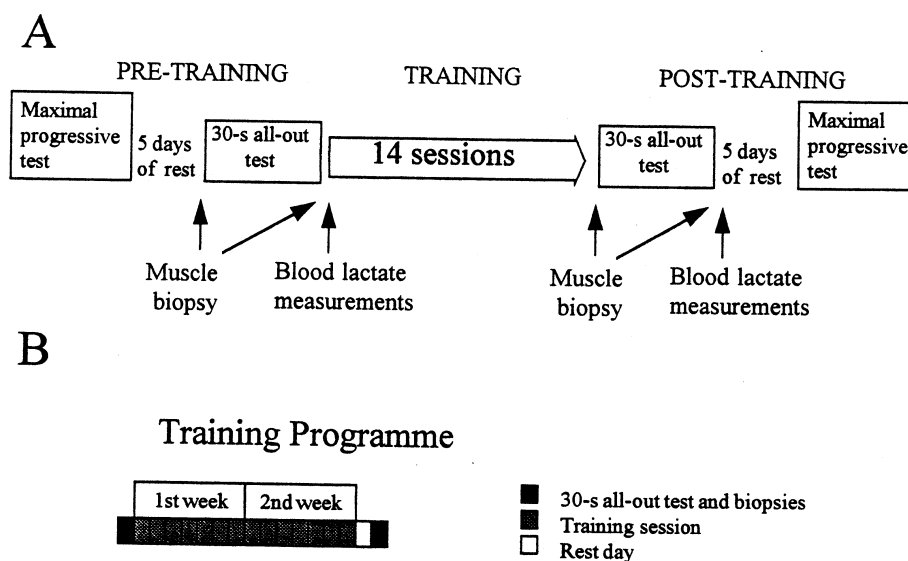 A
PRE-TRAINING
TRAINING
POST-TRAINING
Maximal
progressive
test
5 days
of rest
30-s all-out
test
14 sessions
30-s all-out
test
5 days
of rest
Maximal
progressive
test
Muscle
biopsy
Blood lactate
measurements
Muscle
biopsy
Blood lactate
measurements
B
Training Programme
1st week
2nd week
30-s all-out test and biopsies
Training session
Rest day